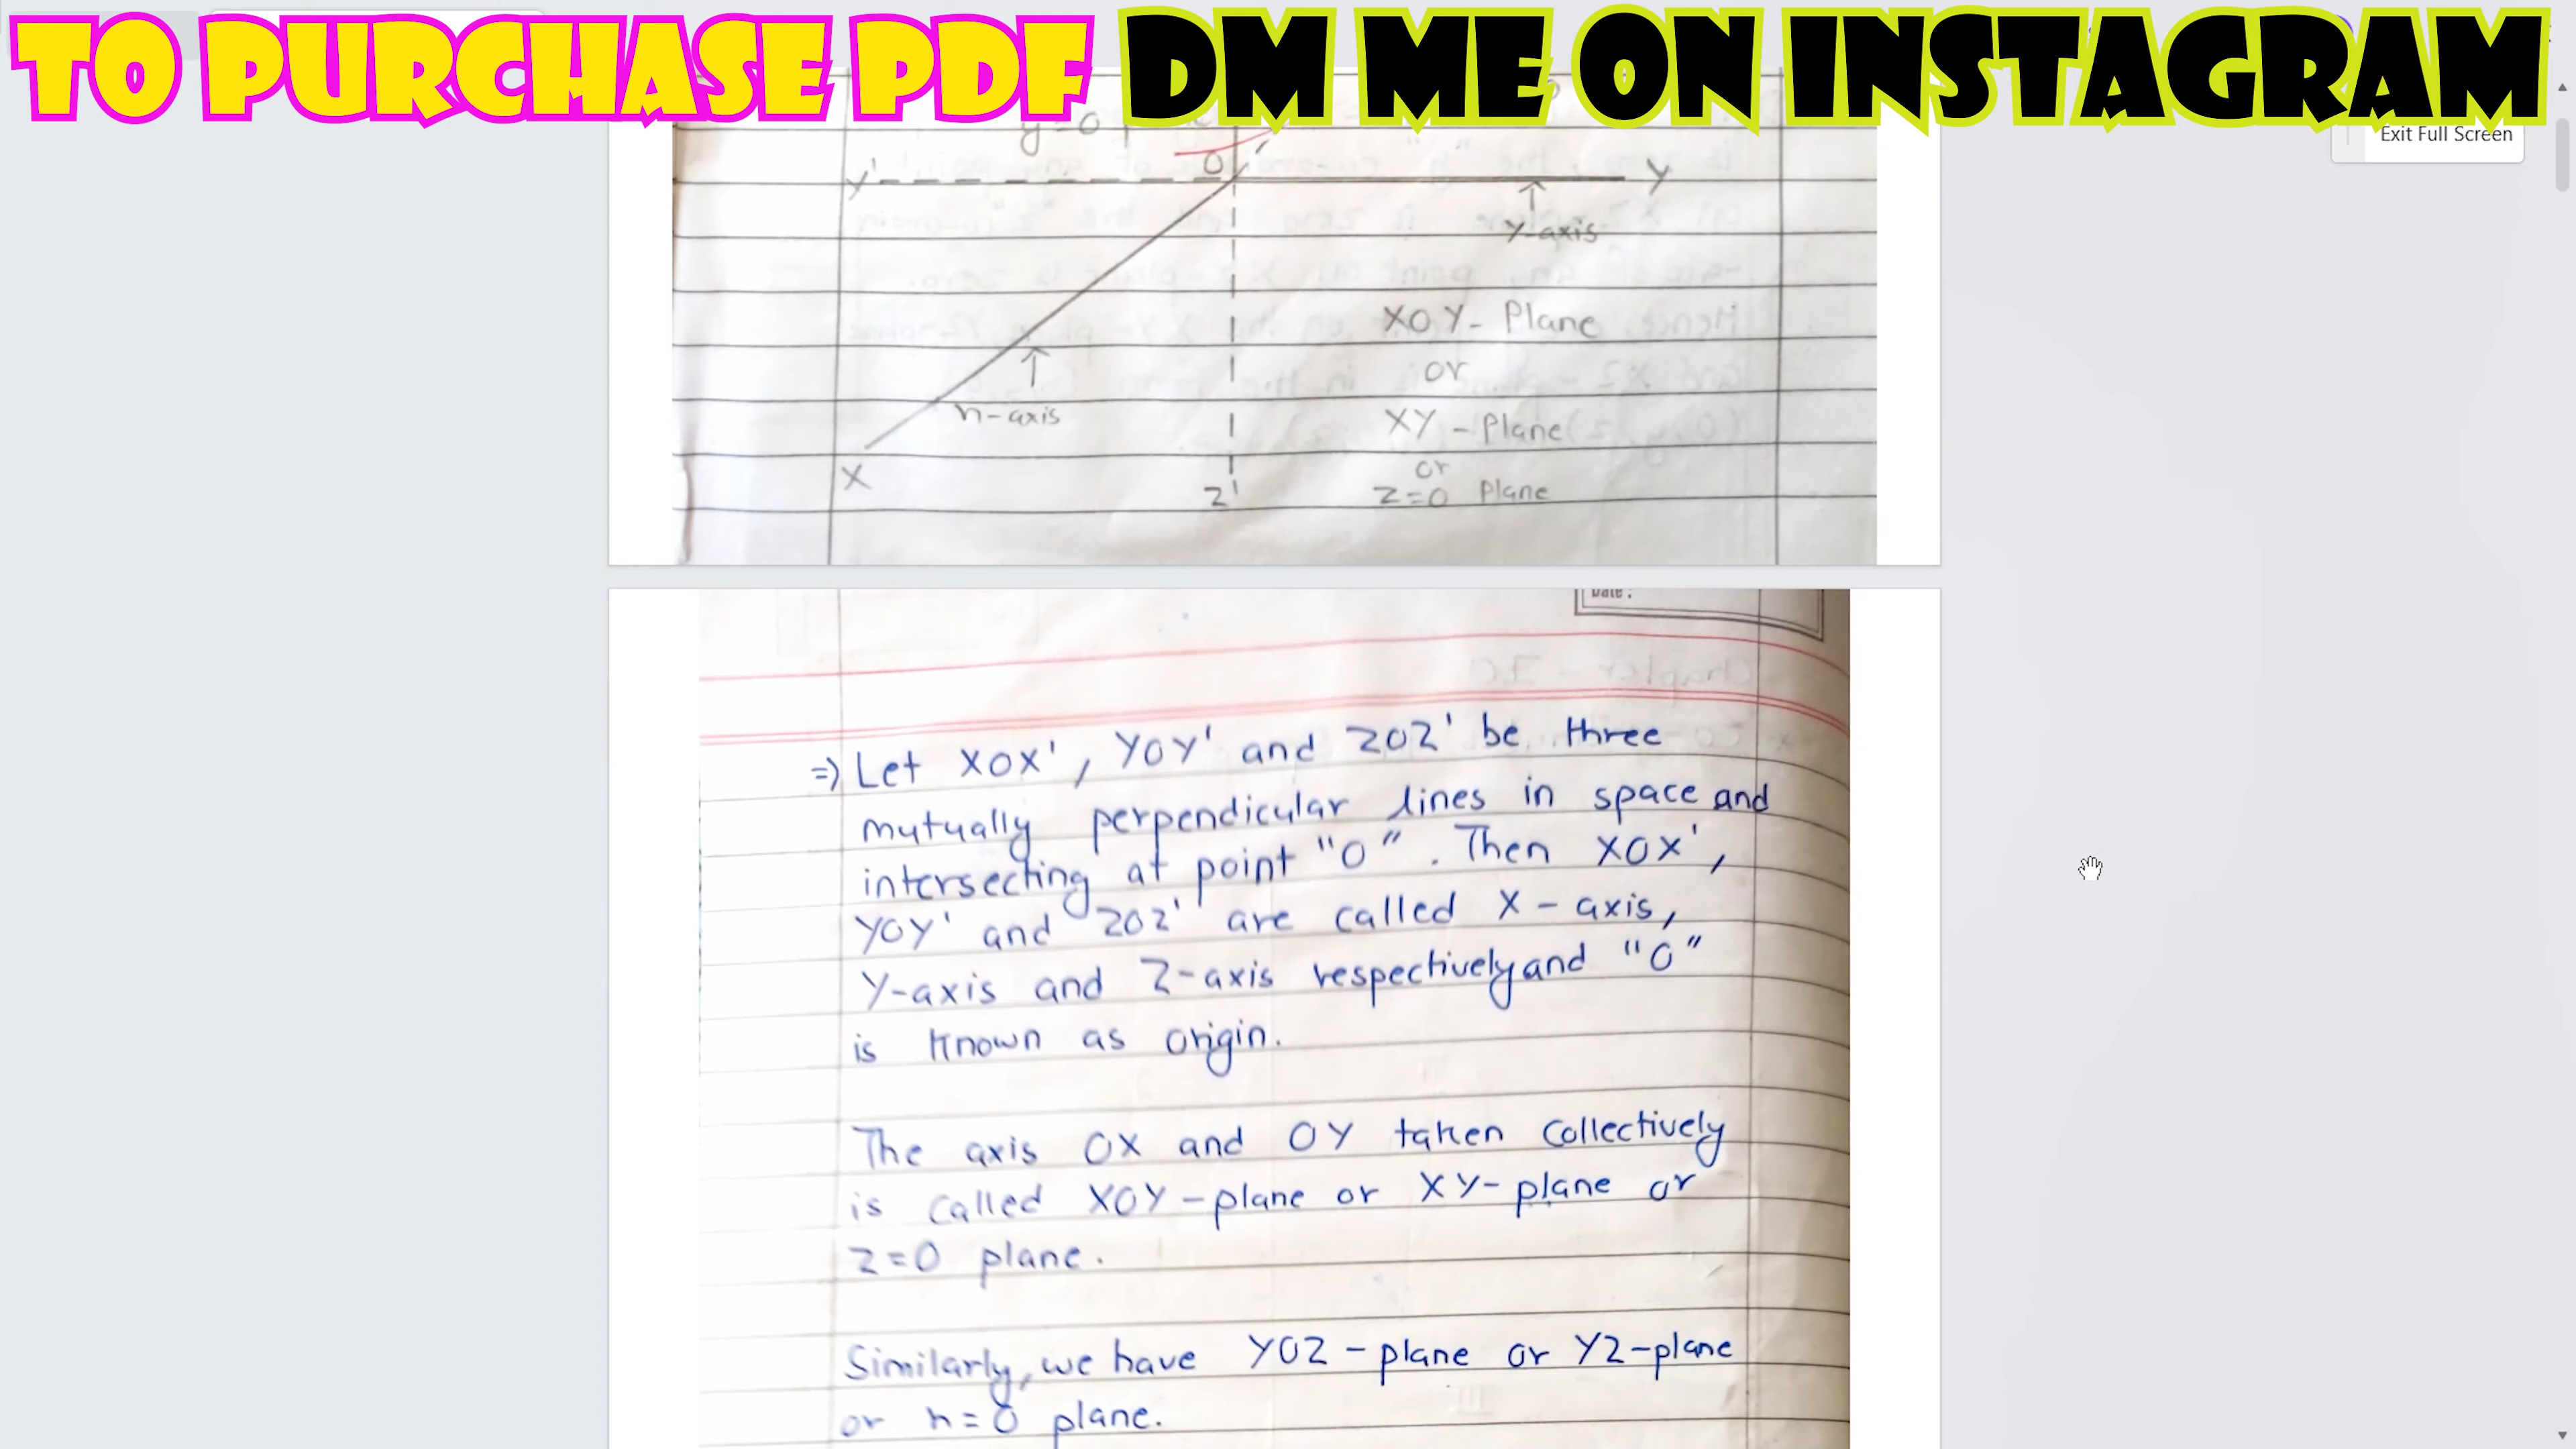 TO PURCHASE PDF DM ME ON INSTAGRAM
Exit Full Screen
y=0
Y' O Y
Y-axis
XOY- Plane
or
x-axis
XY - Plane
or
X Z' Z=0 Plane
Date :
=) Let XOX', YOY' and ZOZ' be three
mutually perpendicular lines in space and
intersecting at point "O". Then XOX',
YOY' and ZOZ' are called X - axis,
Y-axis and Z-axis respectively and "O"
is known as origin.
The axis OX and OY taken collectively
is called XOY-plane or XY-plane or
Z=0 plane.
Similarly, we have YOZ - plane or YZ-plane
or x=0 plane.